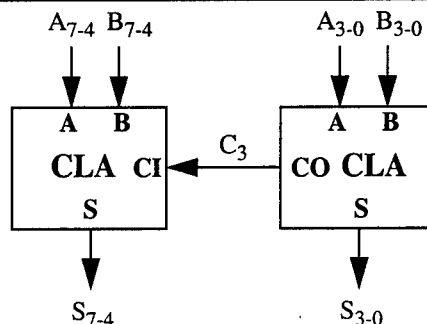 A7-4 B7-4 A3-0 B3-0
C3
A B A B
CLA CI CO CLA
S S
S7-4 S3-0